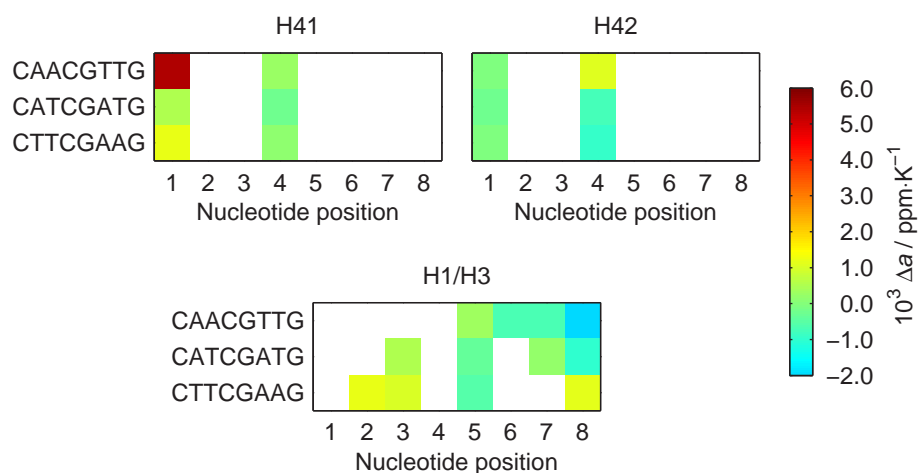 H41
H42
CAACGTTG
CATCGATG
CTTCGAAG
1 2 3 4 5 6 7 8
Nucleotide position
1 2 3 4 5 6 7 8
Nucleotide position
6.0
5.0
4.0
3.0
2.0
1.0
0.0
−1.0
−2.0
10³ Δa / ppm·K⁻¹
H1/H3
CAACGTTG
CATCGATG
CTTCGAAG
1 2 3 4 5 6 7 8
Nucleotide position